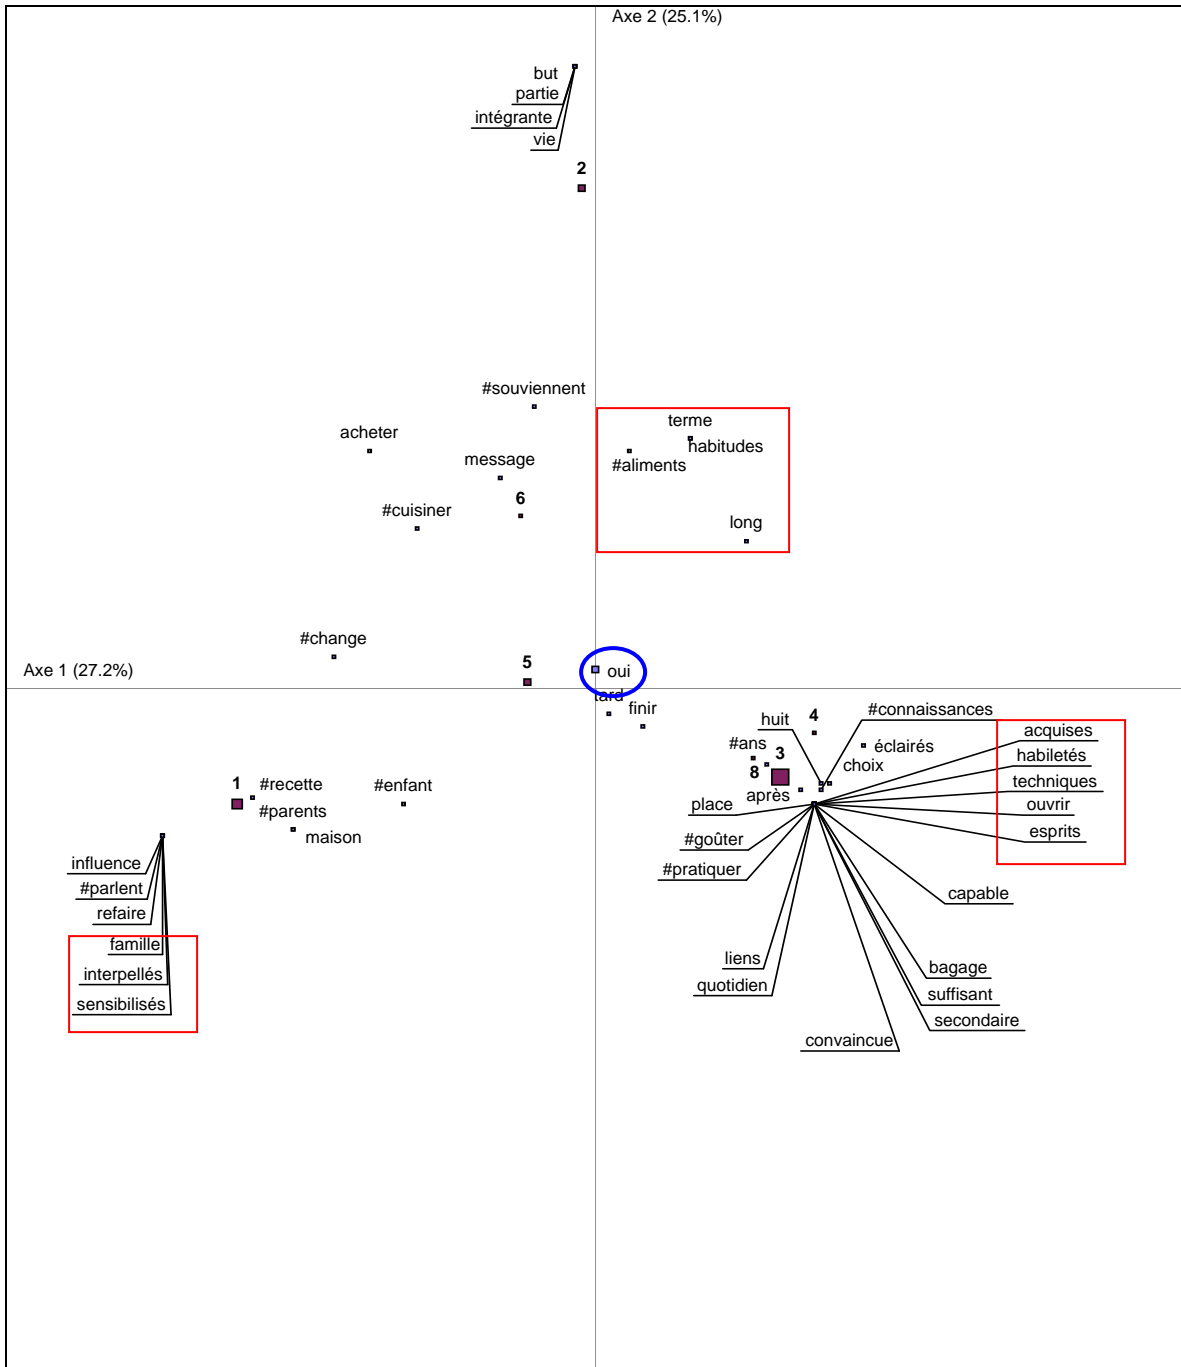 Axe 2 (25.1%)
but
partie
intégrante
vie
2
#souviennent
acheter
terme
habitudes
message
#aliments
6
#cuisiner
long
#change
Axe 1 (27.2%)
5
oui
tard
finir
huit
4
#connaissances
acquises
#ans
3
éclairés
habiletés
8
choix
techniques
1
#recette
#enfant
après
place
ouvrir
#parents
esprits
maison
#goûter
influence
#pratiquer
#parlent
capable
refaire
famille
liens
bagage
interpellés
quotidien
suffisant
sensibilisés
secondaire
convaincue